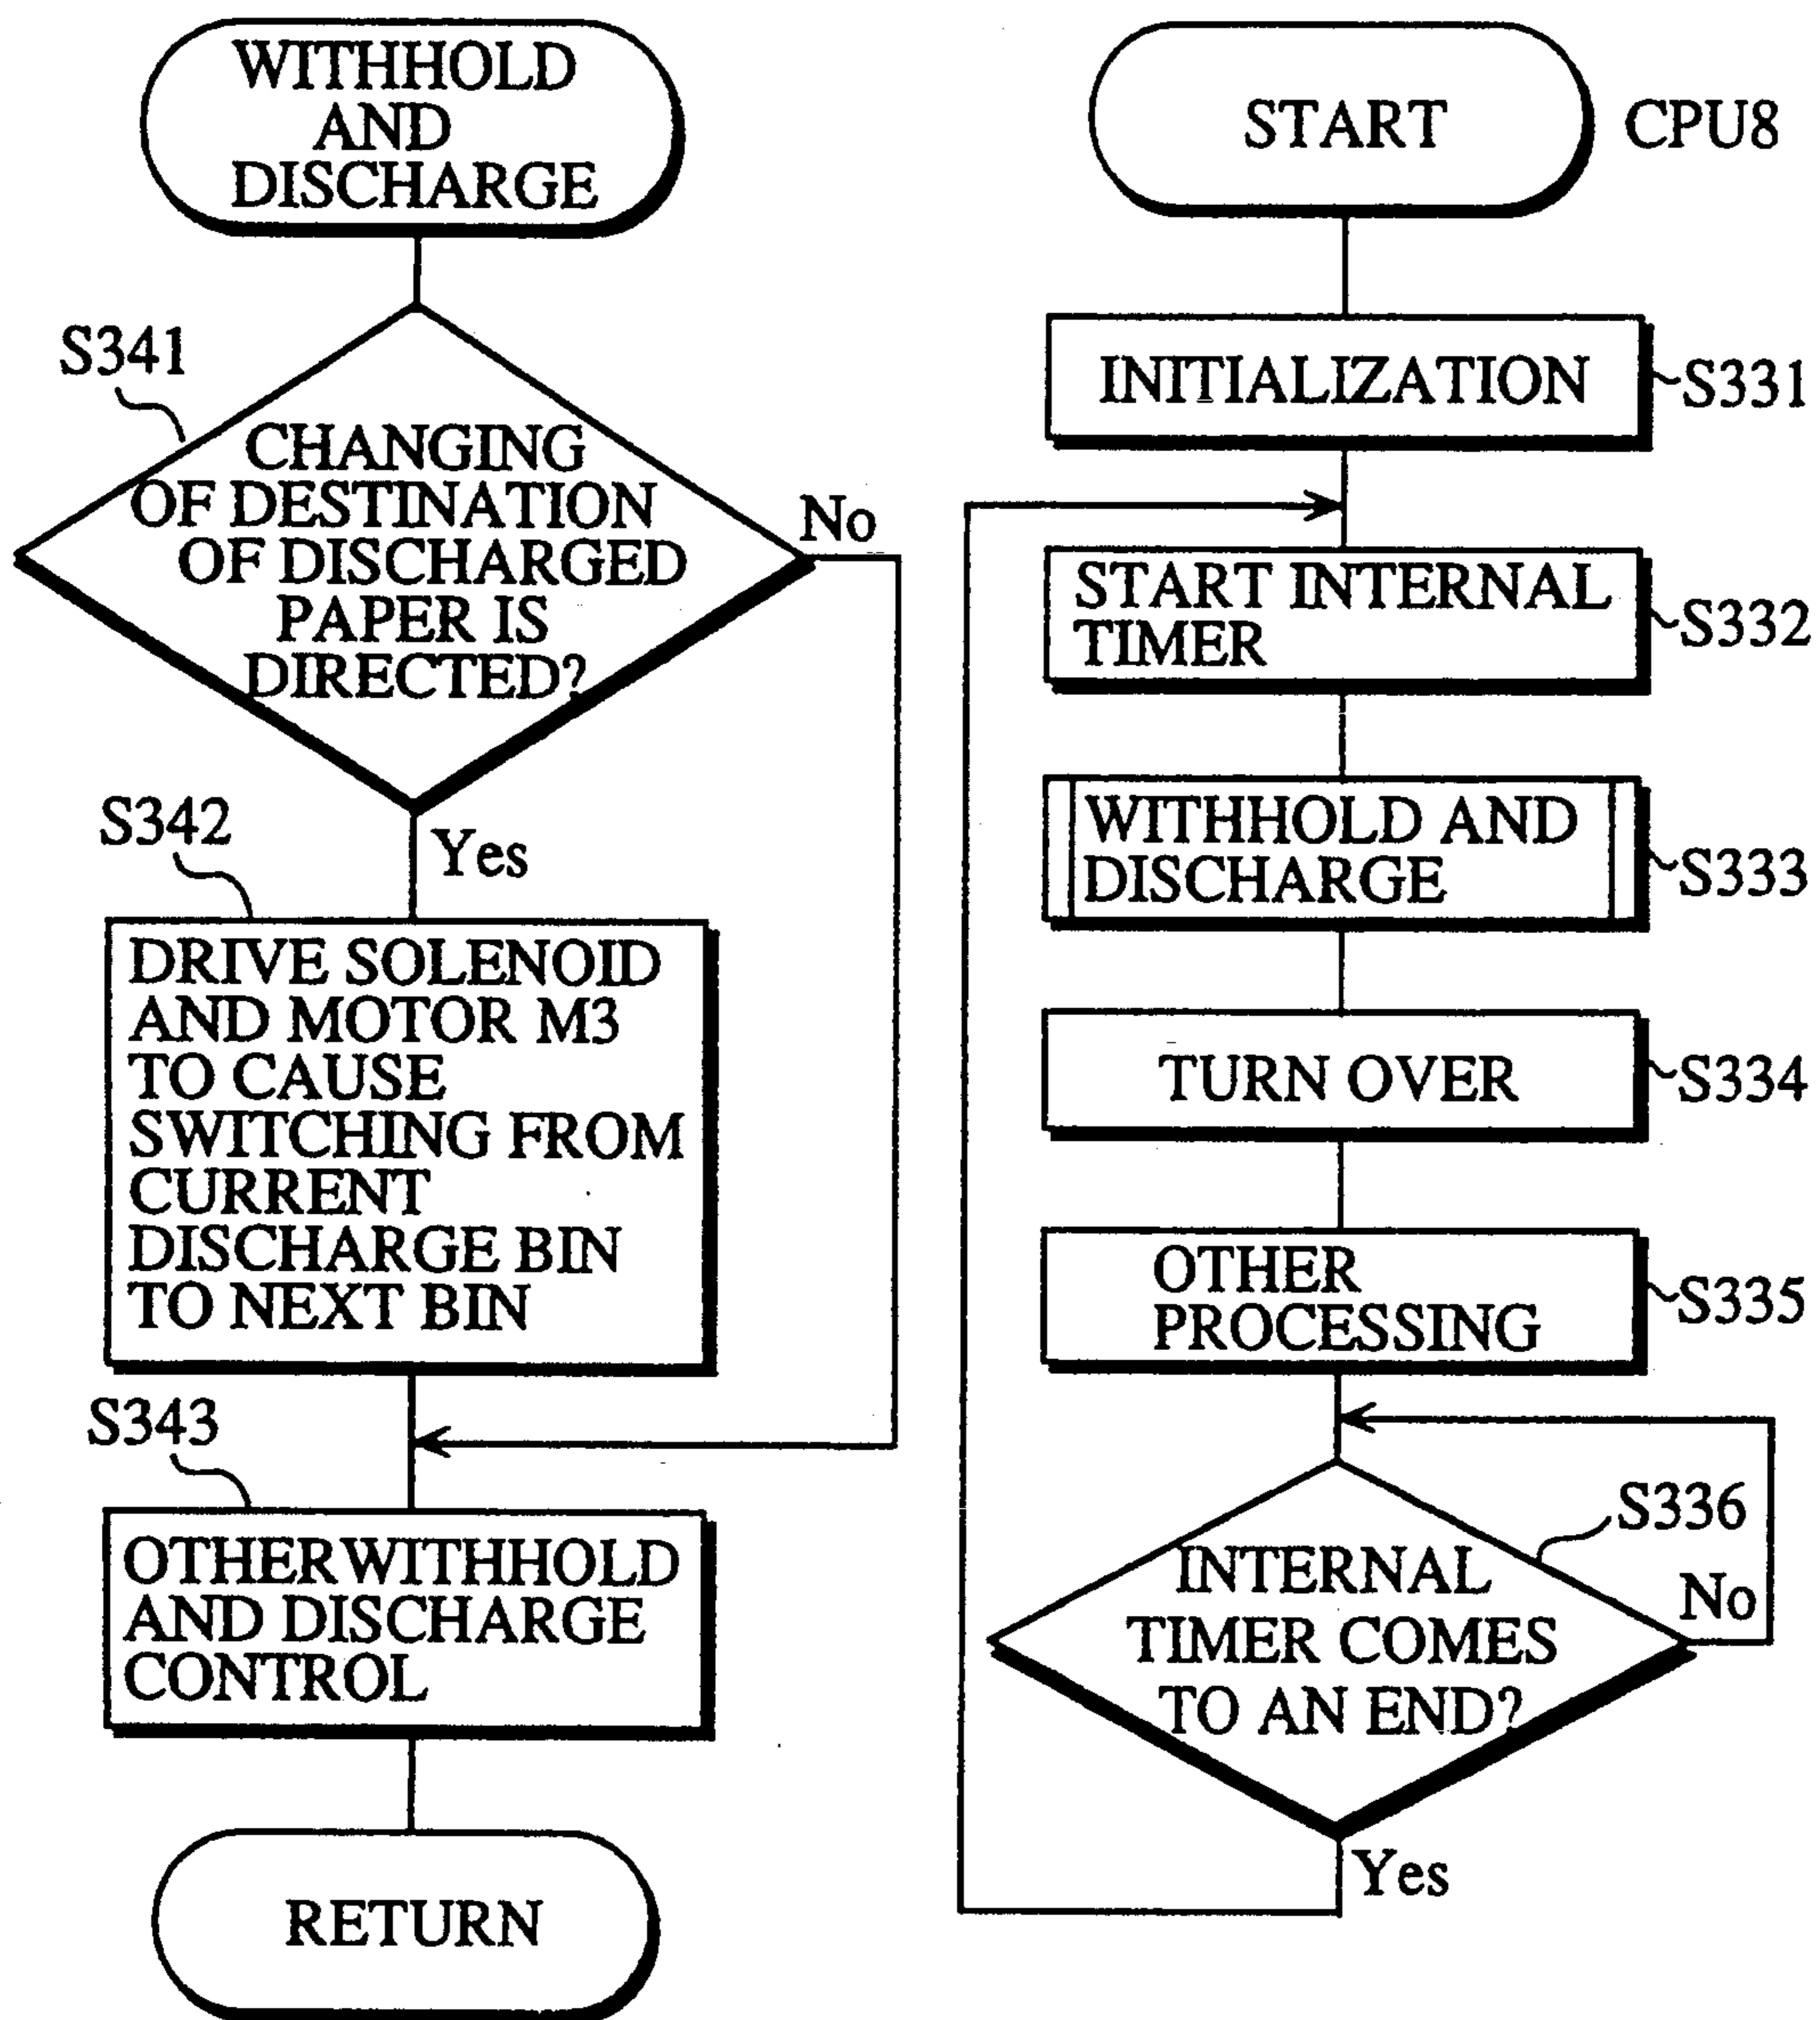 WITHHOLD
AND
DISCHARGE
S341
CHANGING
OF DESTINATION
OF DISCHARGED
PAPER IS
DIRECTED?
No
S342
Yes
DRIVE SOLENOID
AND MOTOR M3
TO CAUSE
SWITCHING FROM
CURRENT
DISCHARGE BIN
TO NEXT BIN
S343
OTHERWITHHOLD
AND DISCHARGE
CONTROL
RETURN
START
CPU8
INITIALIZATION
S331
START INTERNAL
TIMER
S332
WITHHOLD AND
DISCHARGE
S333
TURN OVER
S334
OTHER
PROCESSING
S335
S336
INTERNAL
TIMER COMES
TO AN END?
No
Yes